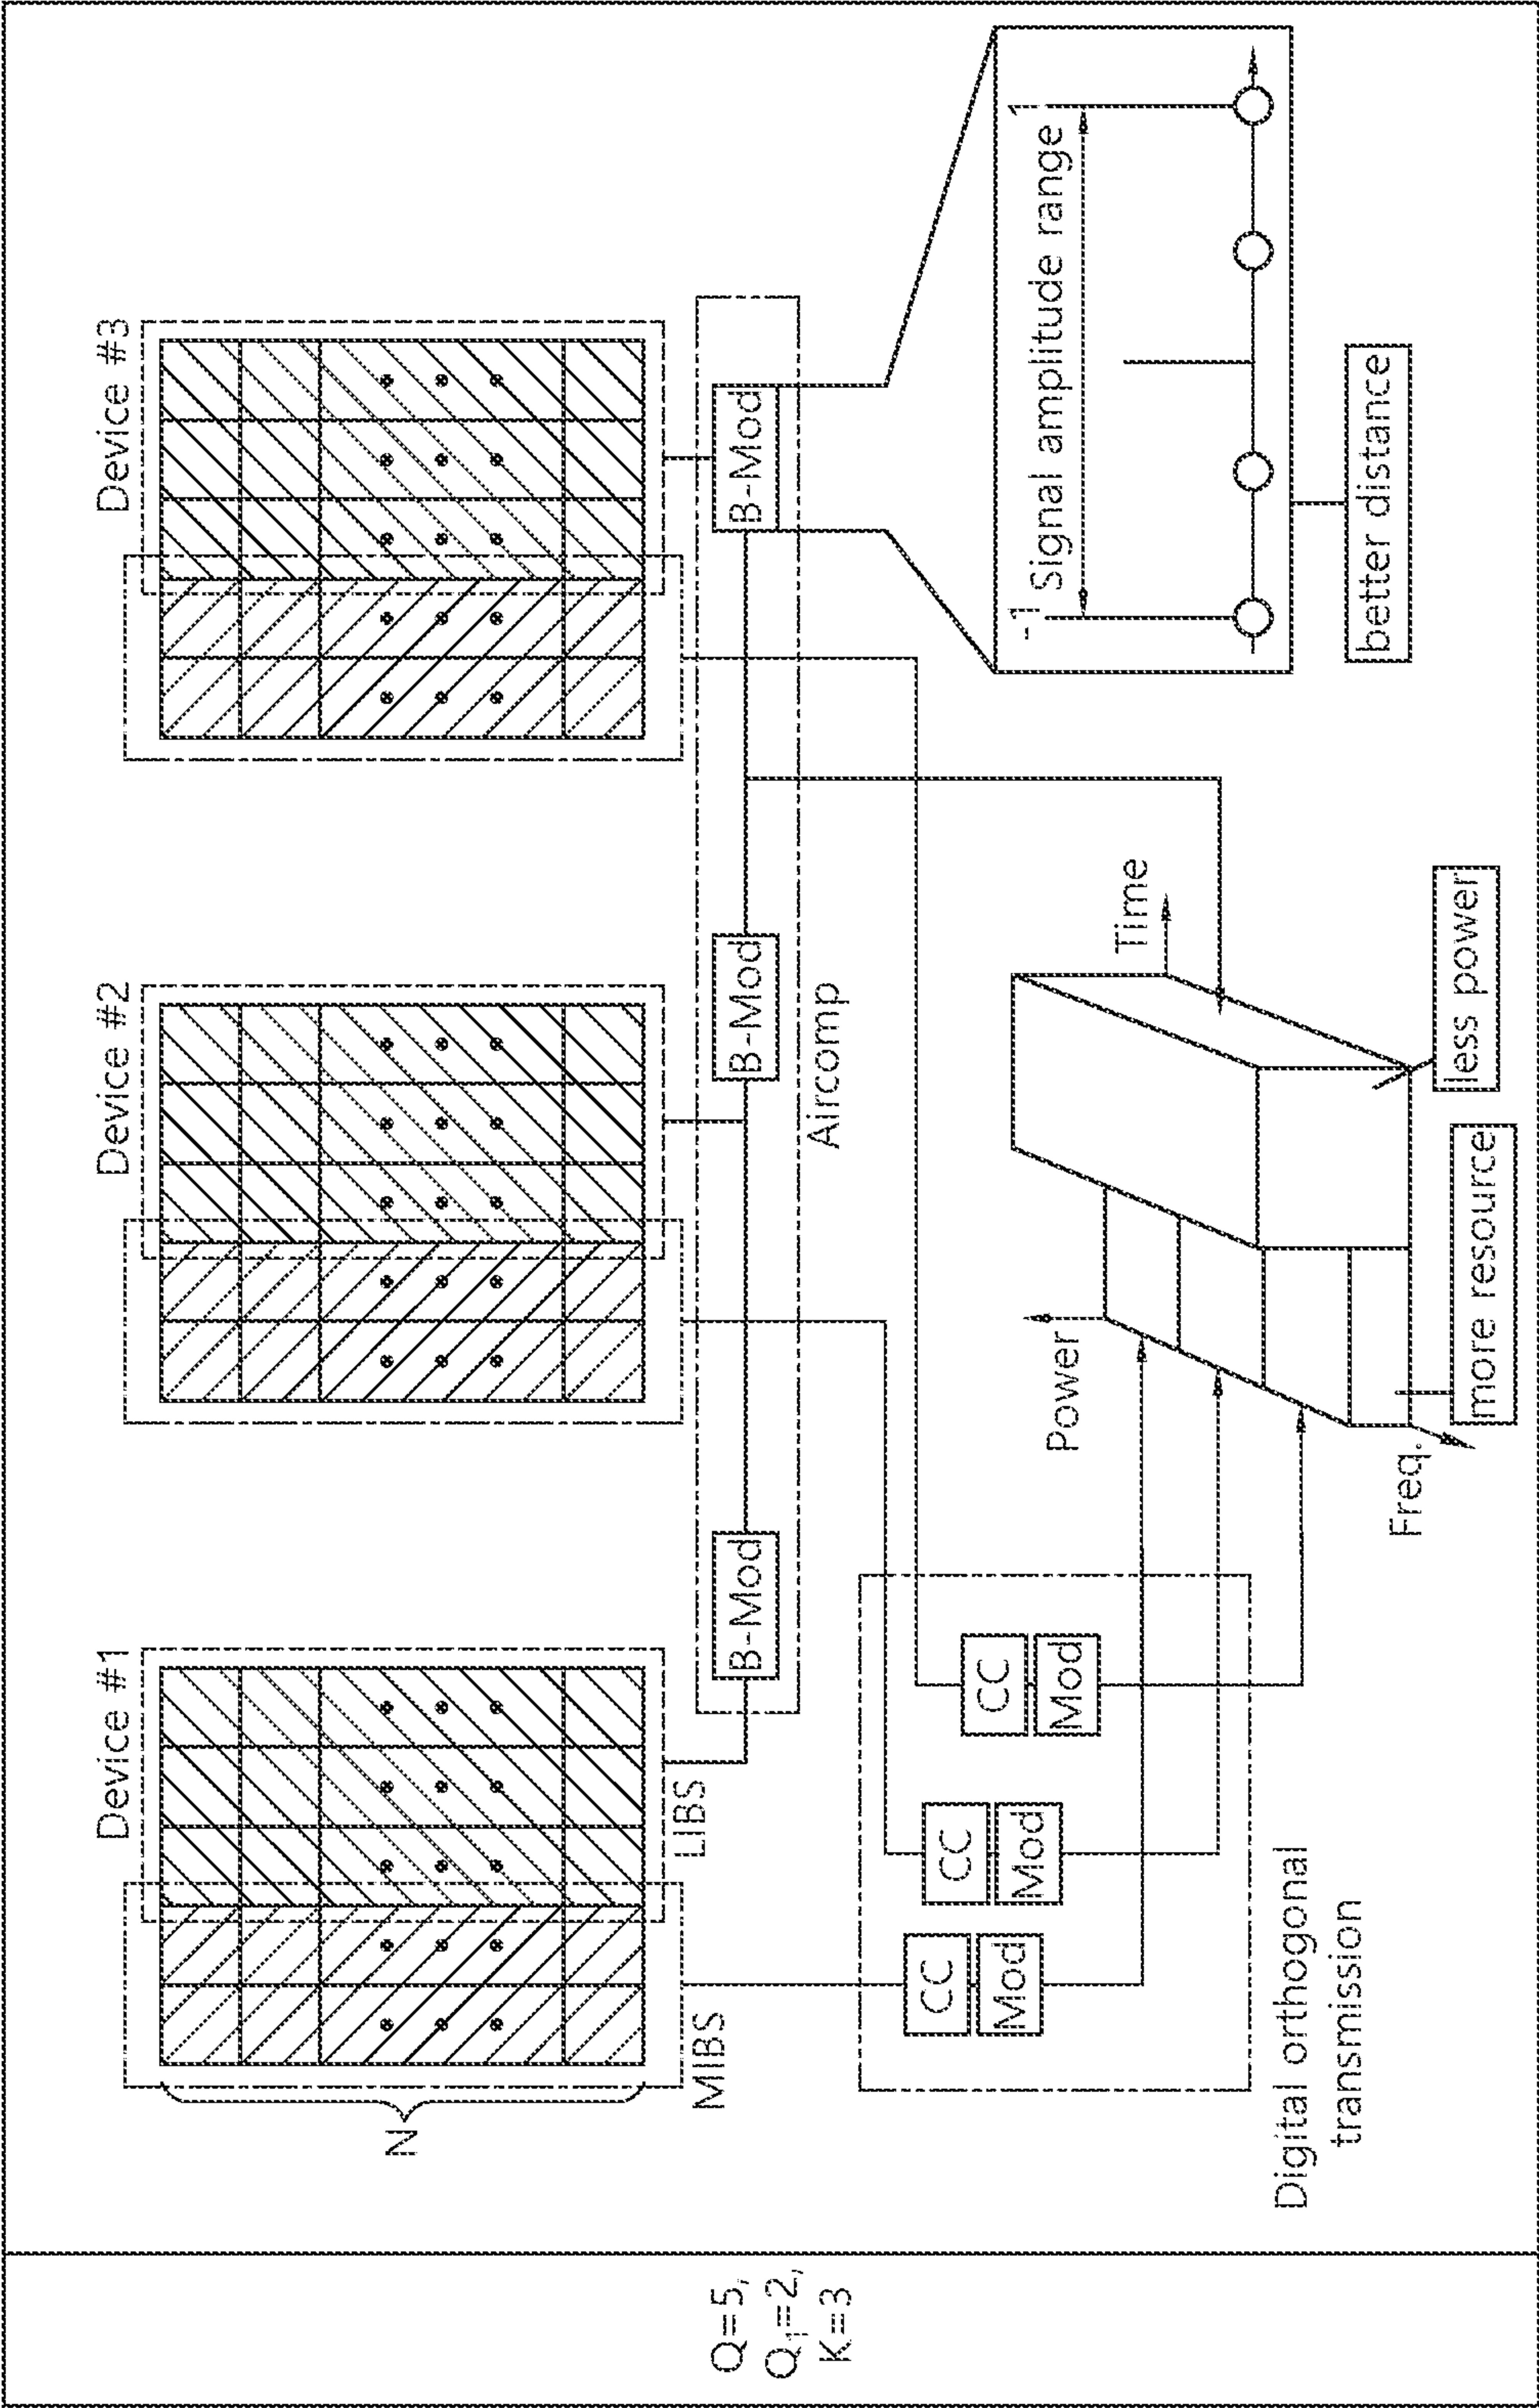 Q=5,
Q₁=2,
K=3
Device #1
Device #2
Device #3
N
MIBS
LIBS
B-Mod
B-Mod
B-Mod
Aircomp
CC
Mod
CC
Mod
CC
Mod
Digital orthogonal
transmission
Power
Time
Freq.
more resource
less power
-1
1
Signal amplitude range
better distance